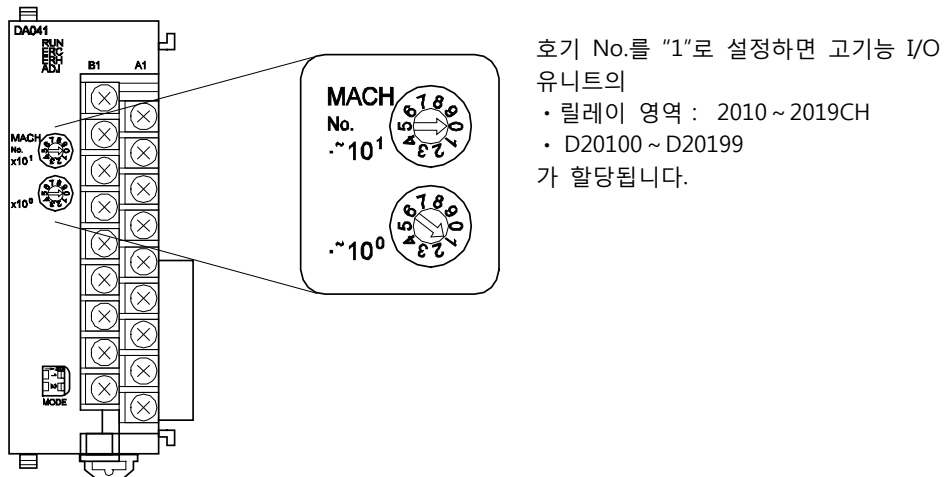 DA041
RUN
ERC
ERH
ADJ
B1 A1
MACH
No.
x10¹
x10⁰
MODE
MACH
No.
·~10¹
·~10⁰
호기 No.를 “1”로 설정하면 고기능 I/O
유니트의
・릴레이 영역 : 2010~2019CH
・ D20100~D20199
가 할당됩니다.